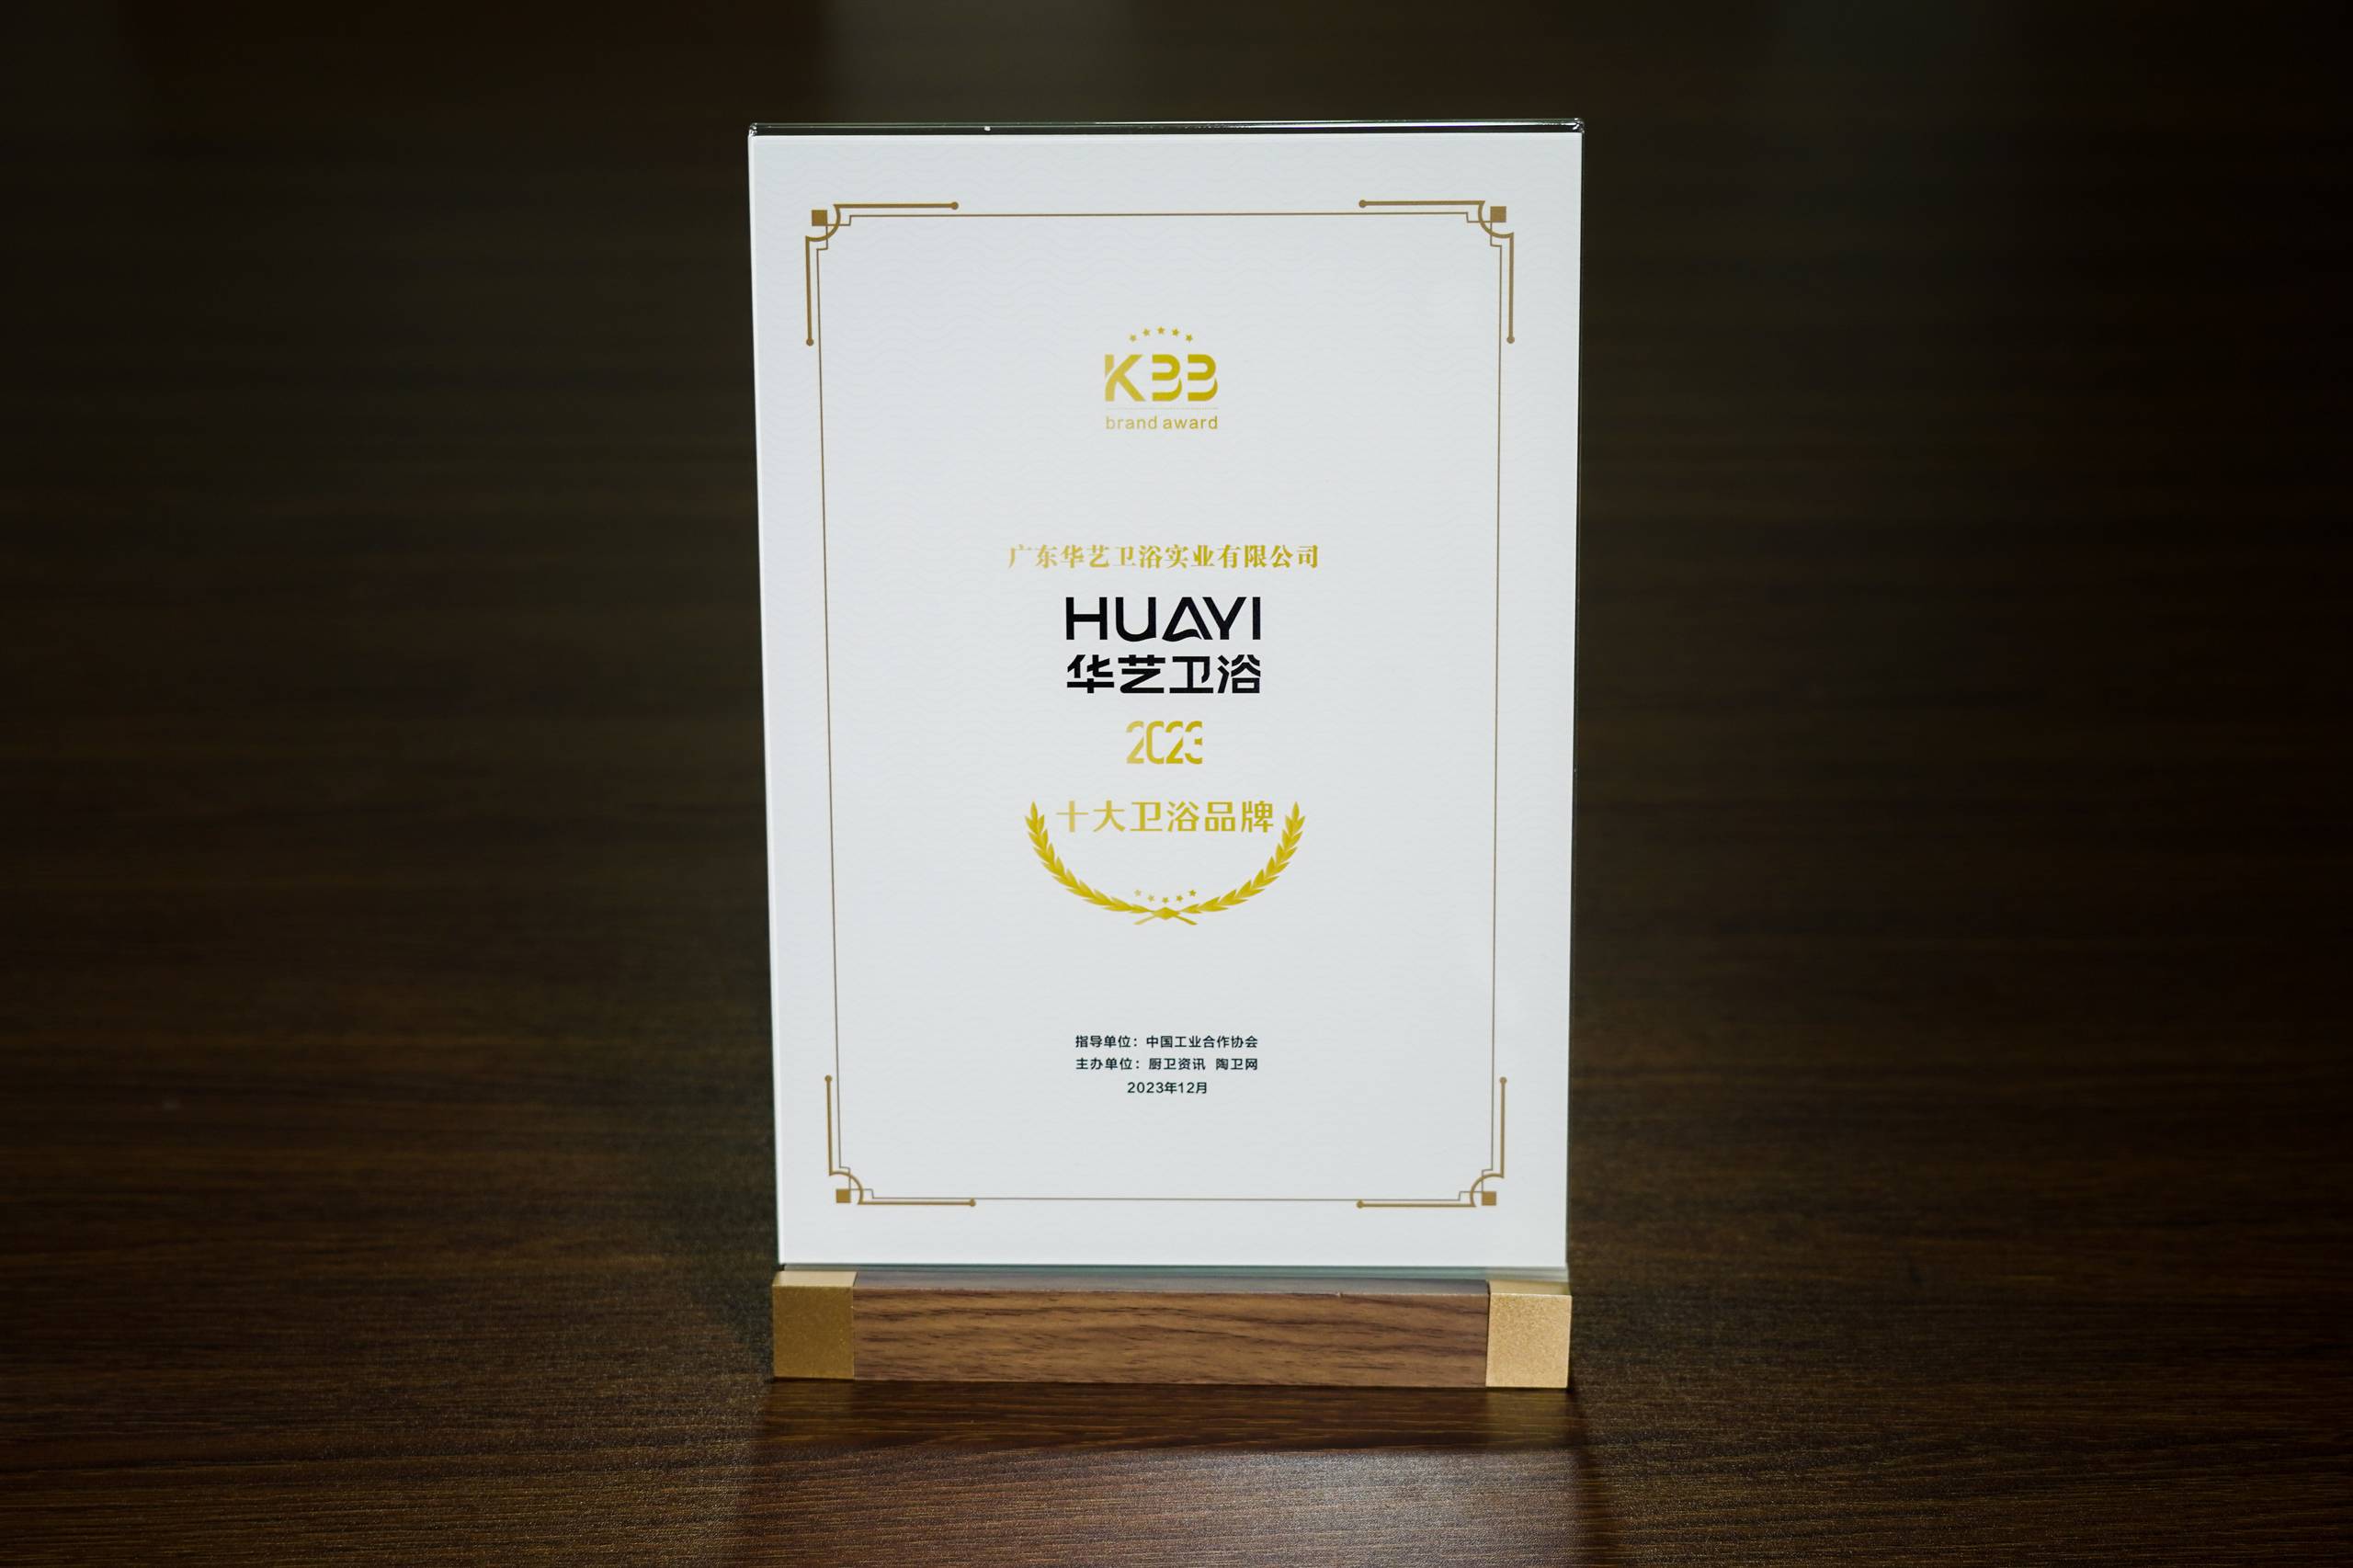 KBB
brand award
广东华艺卫浴实业有限公司
HUAYI
华艺卫浴
2023
十大卫浴品牌
指导单位：中国工业合作协会
主办单位：厨卫资讯 陶卫网
2023年12月